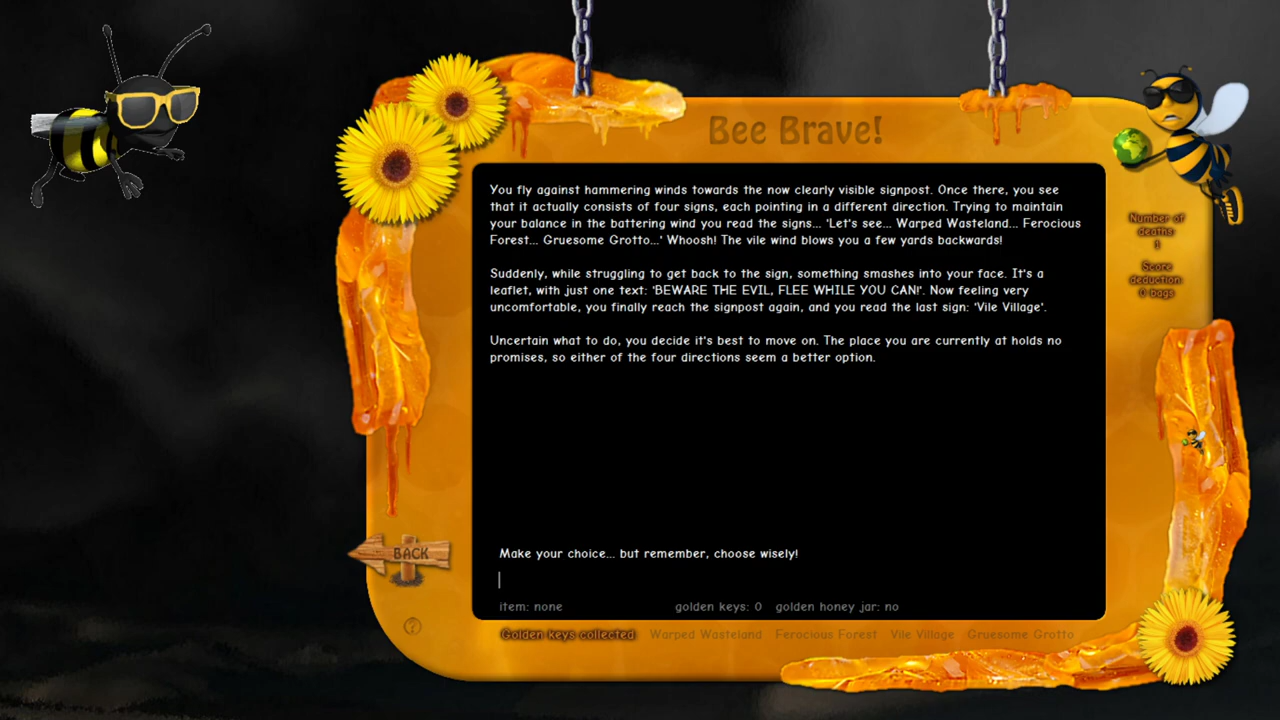 Bee Brave!
You fly against hammering winds towards the now clearly visible signpost. Once there, you see
that it actually consists of four signs, each pointing in a different direction. Trying to maintain
your balance in the battering wind you read the signs... 'Let's see... Warped Wasteland... Ferocious
Forest... Gruesome Grotto...' Whoosh! The vile wind blows you a few yards backwards!
Suddenly, while struggling to get back to the sign, something smashes into your face. It's a
leaflet, with just one text: 'BEWARE THE EVIL, FLEE WHILE YOU CAN!'. Now feeling very
uncomfortable, you finally reach the signpost again, and you read the last sign: 'Vile Village'.
Uncertain what to do, you decide it's best to move on. The place you are currently at holds no
promises, so either of the four directions seem a better option.
Make your choice... but remember, choose wisely!
item: none golden keys: 0 golden honey jar: no
Golden keys collected Warped Wasteland Ferocious Forest Vile Village Gruesome Grotto
Number of
deaths:
1
Score
deduction:
0 bags
BACK
?